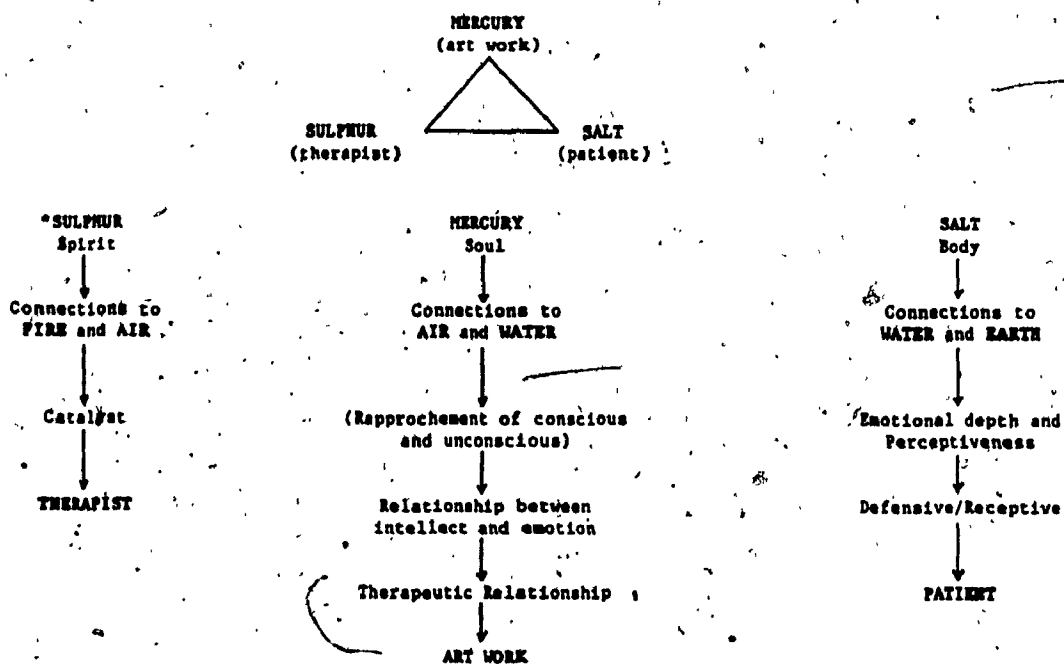 MERCURY
(art work)
SULPHUR
(therapist)
SALT
(patient)
SULPHUR
Spirit
Connections to
FIRE and AIR
Catalyst
THERAPIST
MERCURY
Soul
Connections to
AIR and WATER
(Rapprochement of conscious
and unconscious)
Relationship between
intellect and emotion
Therapeutic Relationship
ART WORK
SALT
Body
Connections to
WATER and EARTH
Emotional depth and
Perceptiveness
Defensive/Receptive
PATIENT